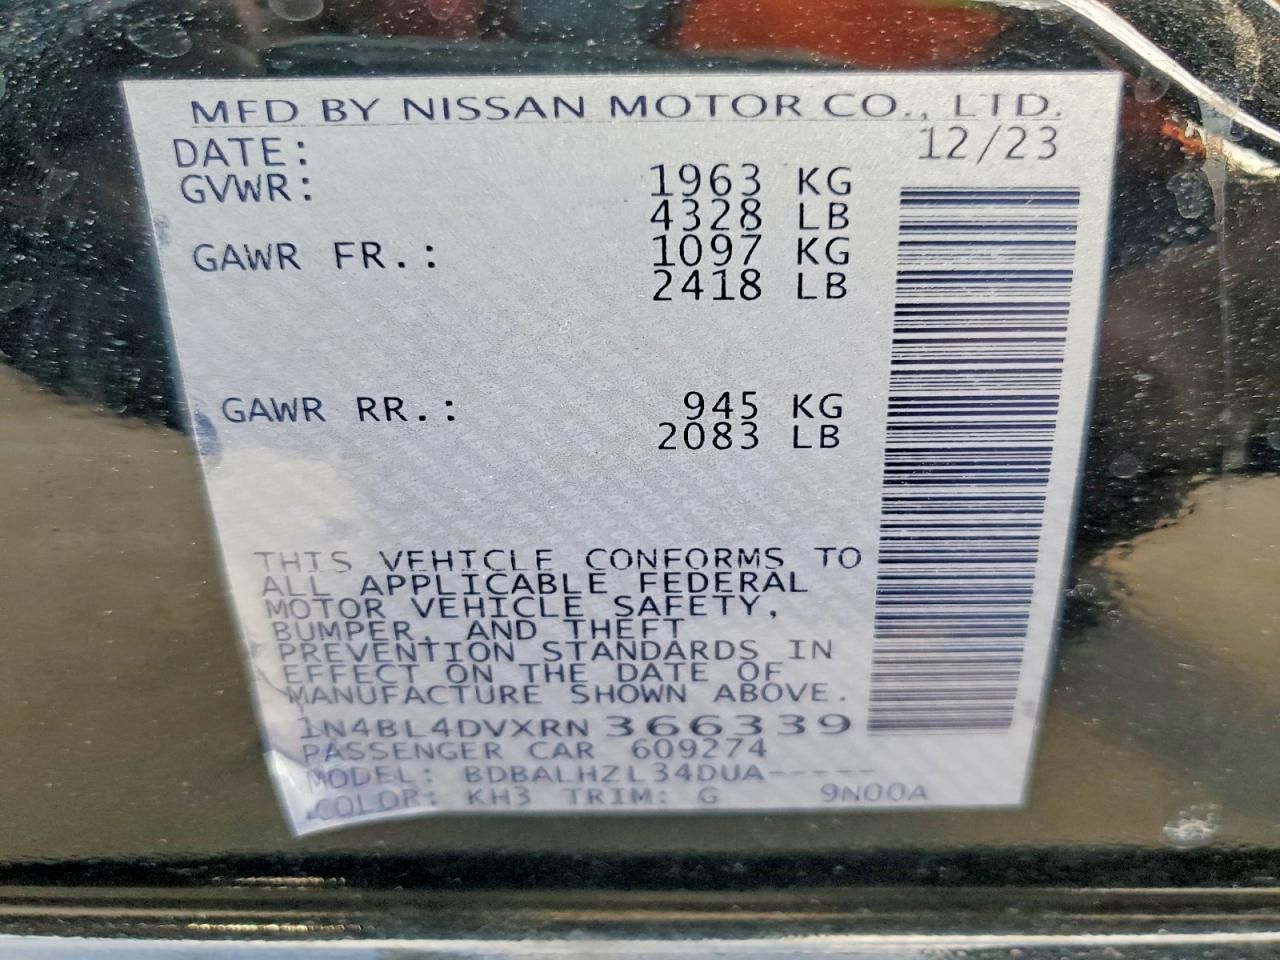 MFD BY NISSAN MOTOR CO., LTD.
DATE: 12/23
GVWR: 1963 KG
4328 LB
GAWR FR.: 1097 KG
2418 LB
GAWR RR.: 945 KG
2083 LB
THIS VEHICLE CONFORMS TO
ALL APPLICABLE FEDERAL
MOTOR VEHICLE SAFETY,
BUMPER, AND THEFT
PREVENTION STANDARDS IN
EFFECT ON THE DATE OF
MANUFACTURE SHOWN ABOVE.
1N4BL4DVXRN366339
PASSENGER CAR 609274
MODEL: BDBALHZL34DUA-----
COLOR: KH3 TRIM: G 9N00A